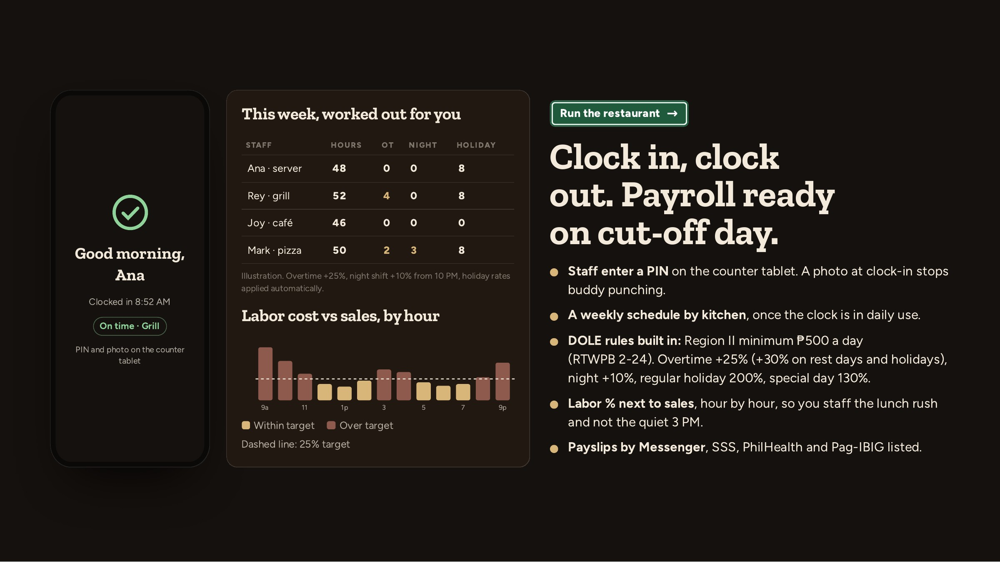 Good morning,
Ana
Clocked in 8:52 AM
On time · Grill
PIN and photo on the counter
tablet
This week, worked out for you
STAFF HOURS OT NIGHT HOLIDAY
Ana · server 48 0 0 8
Rey · grill 52 4 0 8
Joy · café 46 0 0 0
Mark · pizza 50 2 3 8
Illustration. Overtime +25%, night shift +10% from 10 PM, holiday rates
applied automatically.
Labor cost vs sales, by hour
9a 11 1p 3 5 7 9p
Within target Over target
Dashed line: 25% target
Run the restaurant →
Clock in, clock
out. Payroll ready
on cut-off day.
Staff enter a PIN on the counter tablet. A photo at clock-in stops
buddy punching.
A weekly schedule by kitchen, once the clock is in daily use.
DOLE rules built in: Region II minimum ₱500 a day
(RTWPB 2-24). Overtime +25% (+30% on rest days and holidays),
night +10%, regular holiday 200%, special day 130%.
Labor % next to sales, hour by hour, so you staff the lunch rush
and not the quiet 3 PM.
Payslips by Messenger, SSS, PhilHealth and Pag-IBIG listed.